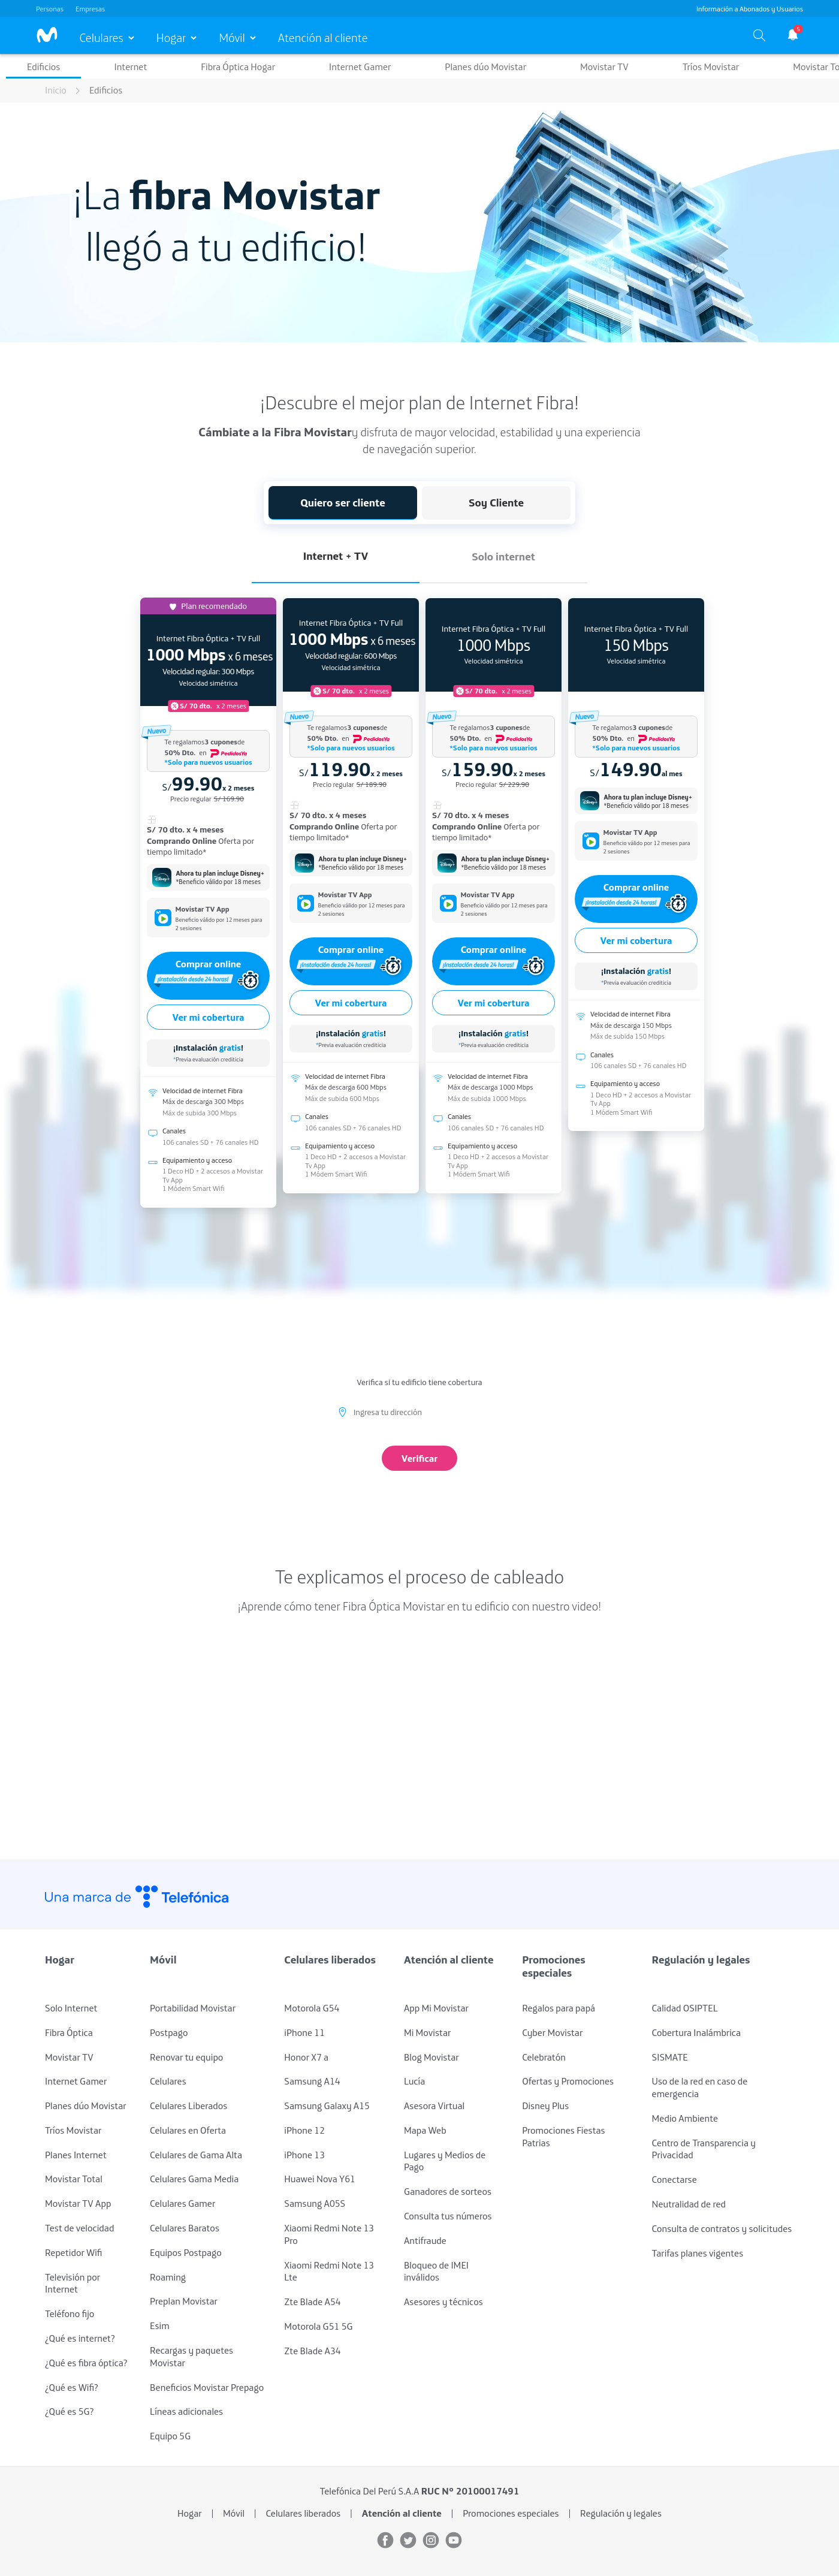 Personas Empresas Información a Abonados y Usuarios
Celulares Hogar Móvil Atención al cliente
5
Edificios Internet Fibra Óptica Hogar Internet Gamer Planes dúo Movistar Movistar TV Tríos Movistar Movistar To
Inicio Edificios
¡La fibra Movistar
llegó a tu edificio!
¡Descubre el mejor plan de Internet Fibra!
Cámbiate a la Fibra Movistary disfruta de mayor velocidad, estabilidad y una experiencia
de navegación superior.
Quiero ser cliente Soy Cliente
Internet + TV Solo internet
Plan recomendado
Internet Fibra Óptica + TV Full
1000 Mbps x 6 meses
Velocidad regular: 300 Mbps
Velocidad simétrica
S/ 70 dto. x 2 meses
Nuevo
Te regalamos3 cuponesde
50% Dto. en PedidosYa
*Solo para nuevos usuarios
S/99.90x 2 meses
Precio regular S/ 169.90
S/ 70 dto. x 4 meses
Comprando Online Oferta por
tiempo limitado*
Ahora tu plan incluye Disney+
*Beneficio válido por 18 meses
Movistar TV App
Beneficio válido por 12 meses para
2 sesiones
Comprar online
¡Instalación desde 24 horas!
Ver mi cobertura
¡Instalación gratis!
*Previa evaluación crediticia
Velocidad de internet Fibra
Máx de descarga 300 Mbps
Máx de subida 300 Mbps
Canales
106 canales SD + 76 canales HD
Equipamiento y acceso
1 Deco HD + 2 accesos a Movistar
Tv App
1 Módem Smart Wifi
Internet Fibra Óptica + TV Full
1000 Mbps x 6 meses
Velocidad regular: 600 Mbps
Velocidad simétrica
S/ 70 dto. x 2 meses
Nuevo
Te regalamos3 cuponesde
50% Dto. en PedidosYa
*Solo para nuevos usuarios
S/119.90x 2 meses
Precio regular S/ 189.90
S/ 70 dto. x 4 meses
Comprando Online Oferta por
tiempo limitado*
Ahora tu plan incluye Disney+
*Beneficio válido por 18 meses
Movistar TV App
Beneficio válido por 12 meses para
2 sesiones
Comprar online
¡Instalación desde 24 horas!
Ver mi cobertura
¡Instalación gratis!
*Previa evaluación crediticia
Velocidad de internet Fibra
Máx de descarga 600 Mbps
Máx de subida 600 Mbps
Canales
106 canales SD + 76 canales HD
Equipamiento y acceso
1 Deco HD + 2 accesos a Movistar
Tv App
1 Módem Smart Wifi
Internet Fibra Óptica + TV Full
1000 Mbps
Velocidad simétrica
S/ 70 dto. x 2 meses
Nuevo
Te regalamos3 cuponesde
50% Dto. en PedidosYa
*Solo para nuevos usuarios
S/159.90x 2 meses
Precio regular S/ 229.90
S/ 70 dto. x 4 meses
Comprando Online Oferta por
tiempo limitado*
Ahora tu plan incluye Disney+
*Beneficio válido por 18 meses
Movistar TV App
Beneficio válido por 12 meses para
2 sesiones
Comprar online
¡Instalación desde 24 horas!
Ver mi cobertura
¡Instalación gratis!
*Previa evaluación crediticia
Velocidad de internet Fibra
Máx de descarga 1000 Mbps
Máx de subida 1000 Mbps
Canales
106 canales SD + 76 canales HD
Equipamiento y acceso
1 Deco HD + 2 accesos a Movistar
Tv App
1 Módem Smart Wifi
Internet Fibra Óptica + TV Full
150 Mbps
Velocidad simétrica
Nuevo
Te regalamos3 cuponesde
50% Dto. en PedidosYa
*Solo para nuevos usuarios
S/149.90al mes
Ahora tu plan incluye Disney+
*Beneficio válido por 18 meses
Movistar TV App
Beneficio válido por 12 meses para
2 sesiones
Comprar online
¡Instalación desde 24 horas!
Ver mi cobertura
¡Instalación gratis!
*Previa evaluación crediticia
Velocidad de internet Fibra
Máx de descarga 150 Mbps
Máx de subida 150 Mbps
Canales
106 canales SD + 76 canales HD
Equipamiento y acceso
1 Deco HD + 2 accesos a Movistar
Tv App
1 Módem Smart Wifi
Verifica si tu edificio tiene cobertura
Ingresa tu dirección
Verificar
Te explicamos el proceso de cableado
¡Aprende cómo tener Fibra Óptica Movistar en tu edificio con nuestro video!
Una marca de Telefónica
Hogar
Solo Internet
Fibra Óptica
Movistar TV
Internet Gamer
Planes dúo Movistar
Tríos Movistar
Planes Internet
Movistar Total
Movistar TV App
Test de velocidad
Repetidor Wifi
Televisión por
Internet
Teléfono fijo
¿Qué es internet?
¿Qué es fibra óptica?
¿Qué es Wifi?
¿Qué es 5G?
Móvil
Portabilidad Movistar
Postpago
Renovar tu equipo
Celulares
Celulares Liberados
Celulares en Oferta
Celulares de Gama Alta
Celulares Gama Media
Celulares Gamer
Celulares Baratos
Equipos Postpago
Roaming
Preplan Movistar
Esim
Recargas y paquetes
Movistar
Beneficios Movistar Prepago
Líneas adicionales
Equipo 5G
Celulares liberados
Motorola G54
iPhone 11
Honor X7 a
Samsung A14
Samsung Galaxy A15
iPhone 12
iPhone 13
Huawei Nova Y61
Samsung A05S
Xiaomi Redmi Note 13
Pro
Xiaomi Redmi Note 13
Lte
Zte Blade A54
Motorola G51 5G
Zte Blade A34
Atención al cliente
App Mi Movistar
Mi Movistar
Blog Movistar
Lucía
Asesora Virtual
Mapa Web
Lugares y Medios de
Pago
Ganadores de sorteos
Consulta tus números
Antifraude
Bloqueo de IMEI
inválidos
Asesores y técnicos
Promociones
especiales
Regalos para papá
Cyber Movistar
Celebratón
Ofertas y Promociones
Disney Plus
Promociones Fiestas
Patrias
Regulación y legales
Calidad OSIPTEL
Cobertura Inalámbrica
SISMATE
Uso de la red en caso de
emergencia
Medio Ambiente
Centro de Transparencia y
Privacidad
Conectarse
Neutralidad de red
Consulta de contratos y solicitudes
Tarifas planes vigentes
Telefónica Del Perú S.A.A RUC N° 20100017491
Hogar | Móvil | Celulares liberados | Atención al cliente | Promociones especiales | Regulación y legales